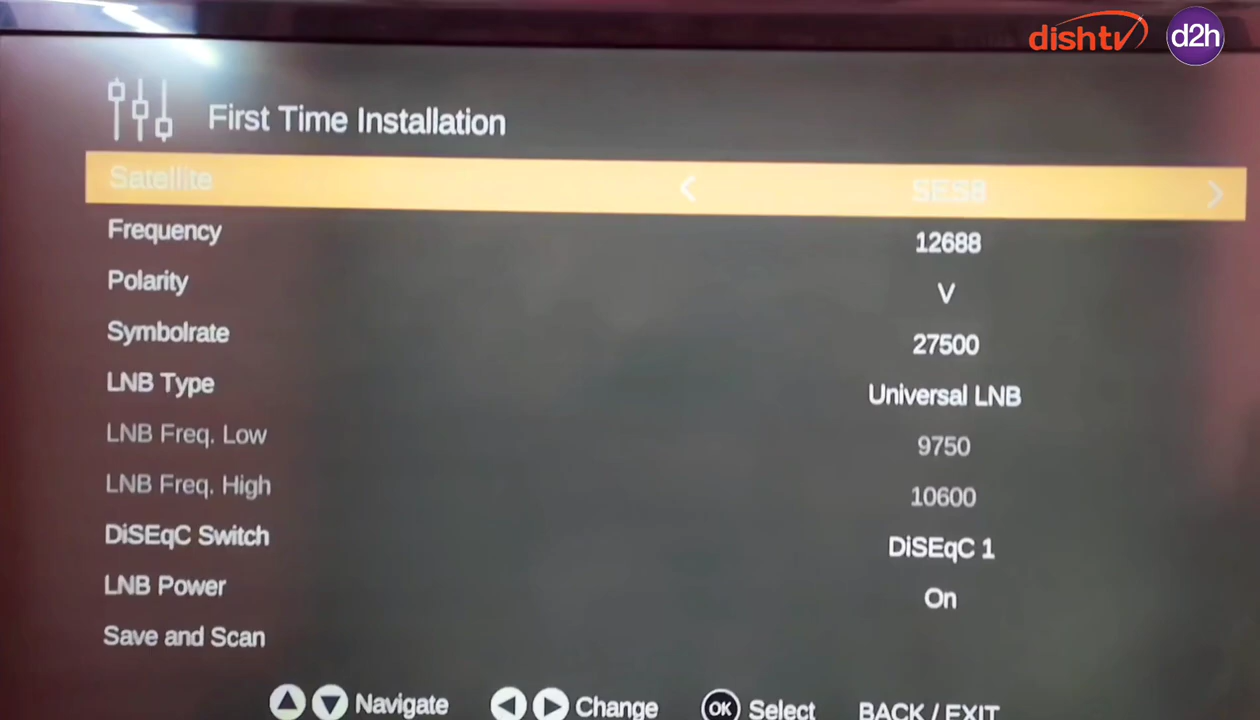 dishtv d2h
First Time Installation
Satellite SES8
Frequency 12688
Polarity V
Symbolrate 27500
LNB Type Universal LNB
LNB Freq. Low 9750
LNB Freq. High 10600
DiSEqC Switch DiSEqC 1
LNB Power On
Save and Scan
Navigate Change OK Select BACK / EXIT